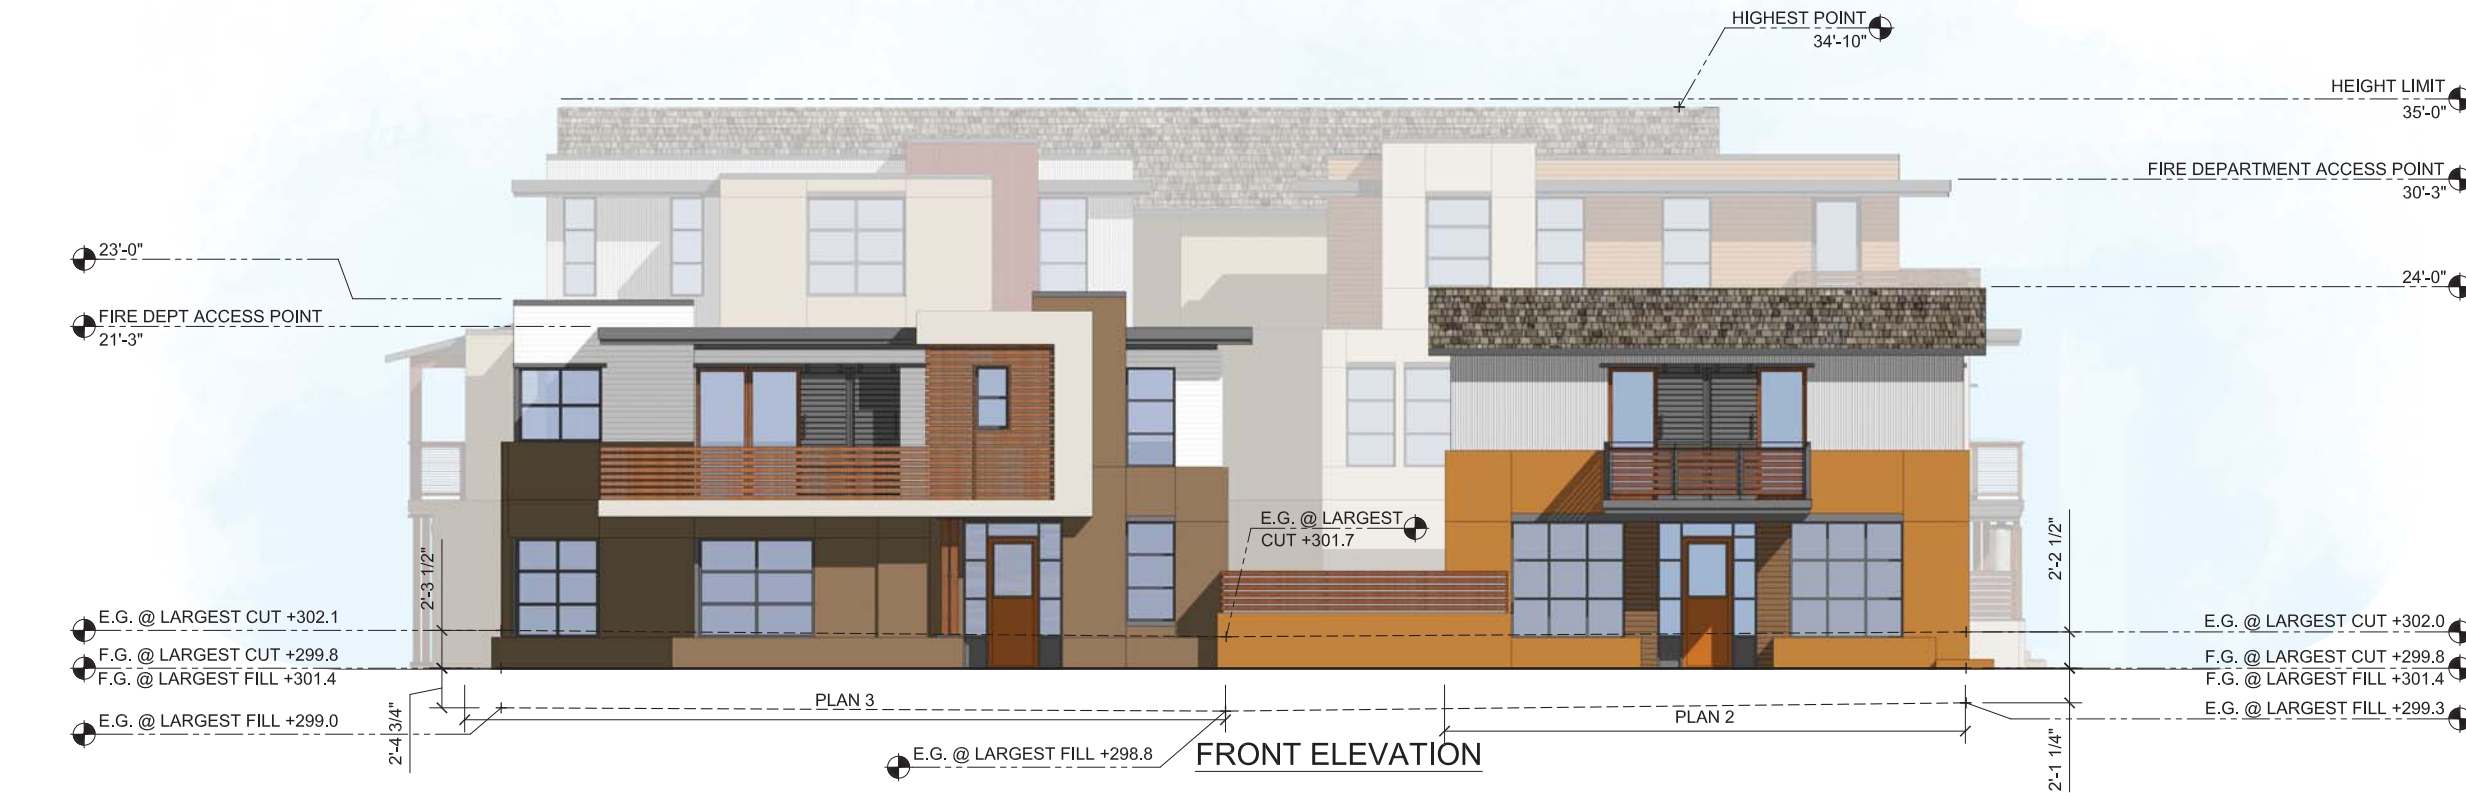 HIGHEST POINT
34'-10"
HEIGHT LIMIT
35'-0"
FIRE DEPARTMENT ACCESS POINT
30'-3"
23'-0"
24'-0"
FIRE DEPT ACCESS POINT
21'-3"
E.G. @ LARGEST
CUT +301.7
2'-3 1/2"
2'-2 1/2"
E.G. @ LARGEST CUT +302.1
F.G. @ LARGEST CUT +299.8
F.G. @ LARGEST FILL +301.4
E.G. @ LARGEST FILL +299.0
E.G. @ LARGEST CUT +302.0
F.G. @ LARGEST CUT +299.8
F.G. @ LARGEST FILL +301.4
E.G. @ LARGEST FILL +299.3
PLAN 3
PLAN 2
2'-4 3/4"
2'-1 1/4"
E.G. @ LARGEST FILL +298.8
FRONT ELEVATION